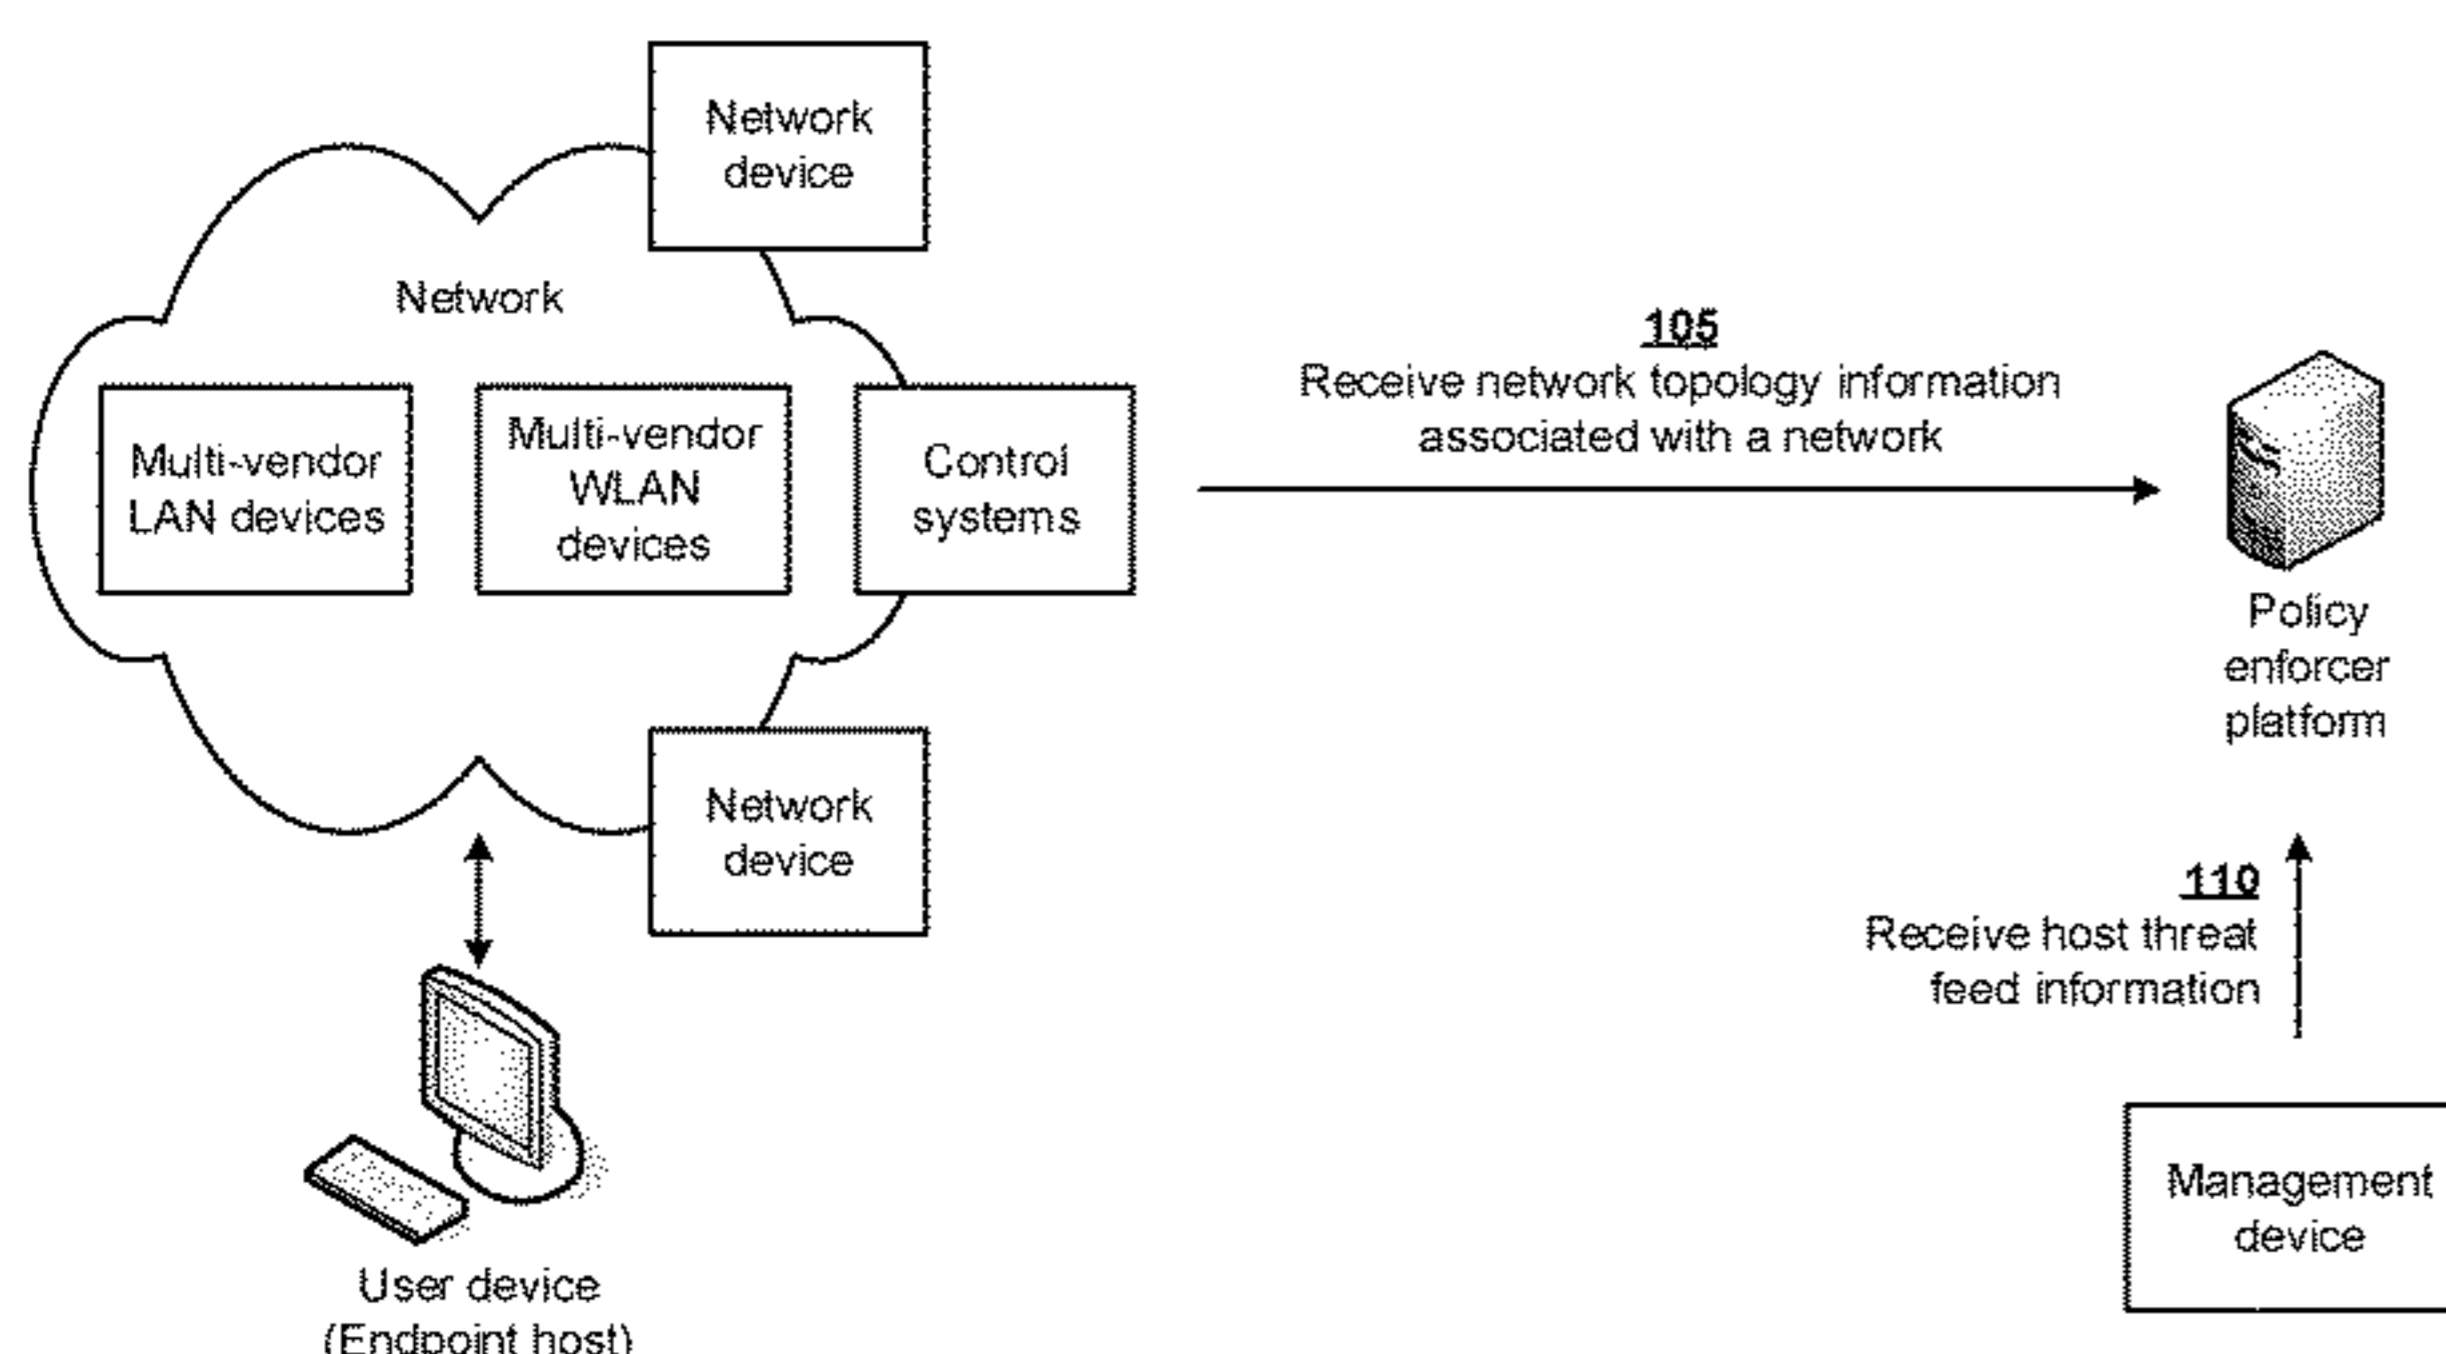 Network
device
Network
Multi-vendor
LAN devices
Multi-vendor
WLAN
devices
Control
systems
105
Receive network topology information
associated with a network
Policy
enforcer
platform
Network
device
110
Receive host threat
feed information
Management
device
User device
(Endpoint host)